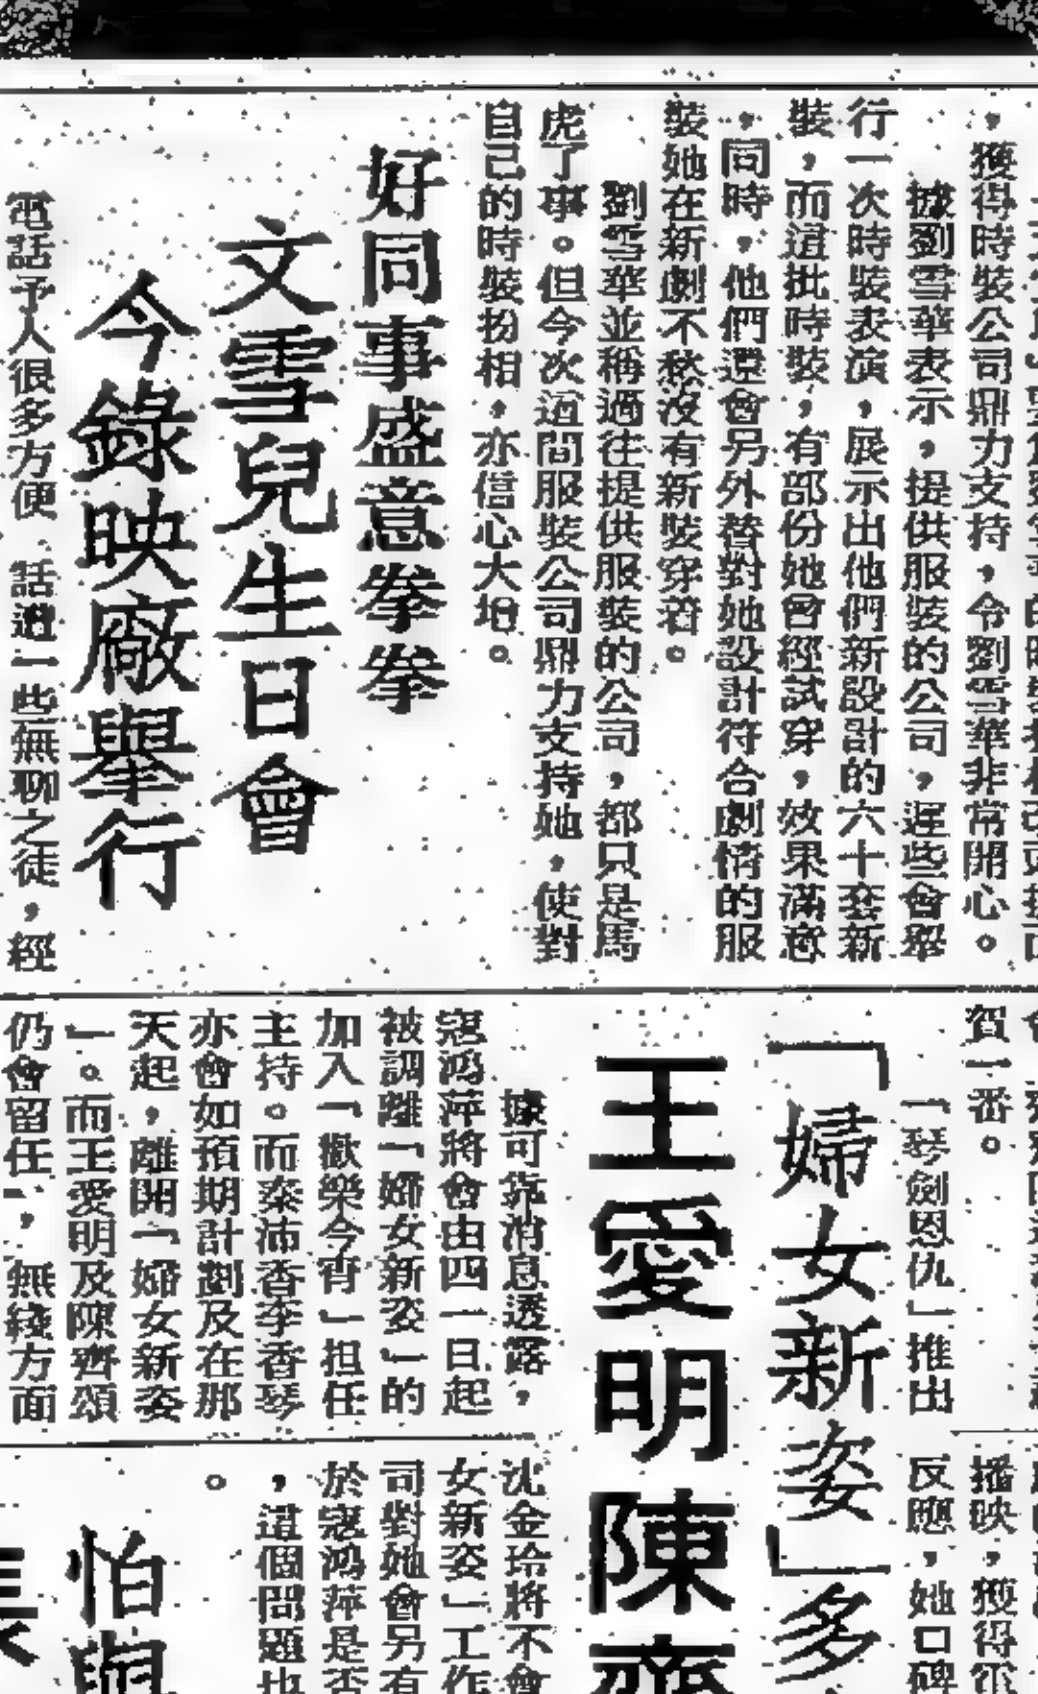 ，獲得時裝公司鼎力支持，令劉雪華非常開心。
據劉雪華表示，提供服裝的公司，遲些會舉
行一次時裝表演，展示出他們新設計的六十套新
裝，而這批時裝，有部份她曾經試穿，效果滿意
，同時，他們還會另外替對她設計符合劇情的服
裝她在新劇不愁沒有新裝穿着。
劉雪華並稱過往提供服裝的公司，都只是馬
虎了事。但今次這間服裝公司鼎力支持她，使對
自己的時裝扮相，亦信心大增。
好同事盛意拳拳
文雪兒生日會
今錄映廠舉行
電話予人很多方便 話過一些無聊之徒，經
賀一番。
「琴劍恩仇」推出
「婦女新姿」多
王愛明陳齊
據可靠消息透露，
寇鴻萍將會由四一日起
被調離「婦女新姿」的
加入「歡樂今宵」担任
主持。而秦沛香李香琴
亦會如預期計劃及在那
天起，離開「婦女新姿
」。而王愛明及陳齊頌
仍會留任，無綫方面
播映，獲得
反應，她口碑
沈金玲將不會
女新姿」工作
司對她會另有
於寇鴻萍是否
，這個問題也
。
怕與